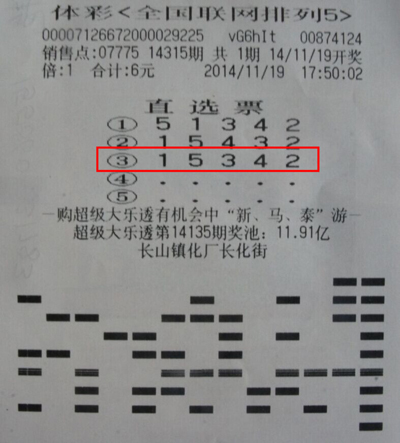 体彩<全国联网排列5>
00007126672000029225 vG6hIt 00874124
销售点:07775 14315期 共 1期 14/11/19开奖
倍:1 合计:6元 2014/11/19 17:50:02
直选票
① 5 1 3 4 2
② 1 5 4 3 2
③ 1 5 3 4 2
④ . . . . .
⑤ . . . . .
—购超级大乐透有机会中“新、马、泰”游—
超级大乐透第14135期奖池: 11.91亿
长山镇化厂长化街